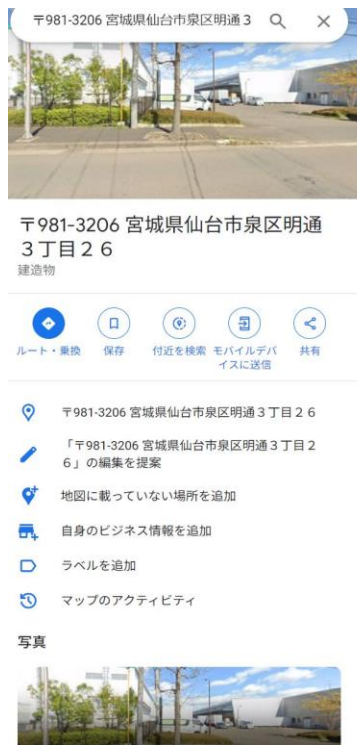 〒981-3206 宮城県仙台市泉区明通3
〒981-3206 宮城県仙台市泉区明通
３丁目２６
建造物
ルート・乗換
保存
付近を検索
モバイルデバ
イスに送信
共有
〒981-3206 宮城県仙台市泉区明通３丁目２６
「〒981-3206 宮城県仙台市泉区明通３丁目２
６」の編集を提案
地図に載っていない場所を追加
自身のビジネス情報を追加
ラベルを追加
マップのアクティビティ
写真